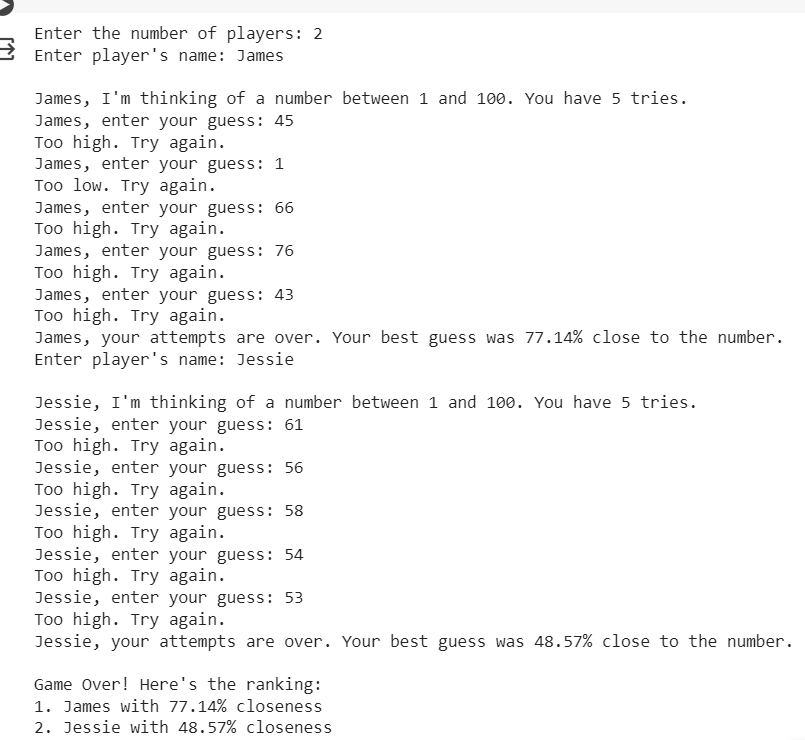 Enter the number of players: 2
Enter player's name: James
James, I'm thinking of a number between 1 and 100. You have 5 tries.
James, enter your guess: 45
Too high. Try again.
James, enter your guess: 1
Too low. Try again.
James, enter your guess: 66
Too high. Try again.
James, enter your guess: 76
Too high. Try again.
James, enter your guess: 43
Too high. Try again.
James, your attempts are over. Your best guess was 77.14% close to the number.
Enter player's name: Jessie
Jessie, I'm thinking of a number between 1 and 100. You have 5 tries.
Jessie, enter your guess: 61
Too high. Try again.
Jessie, enter your guess: 56
Too high. Try again.
Jessie, enter your guess: 58
Too high. Try again.
Jessie, enter your guess: 54
Too high. Try again.
Jessie, enter your guess: 53
Too high. Try again.
Jessie, your attempts are over. Your best guess was 48.57% close to the number.
Game Over! Here's the ranking:
1. James with 77.14% closeness
2. Jessie with 48.57% closeness